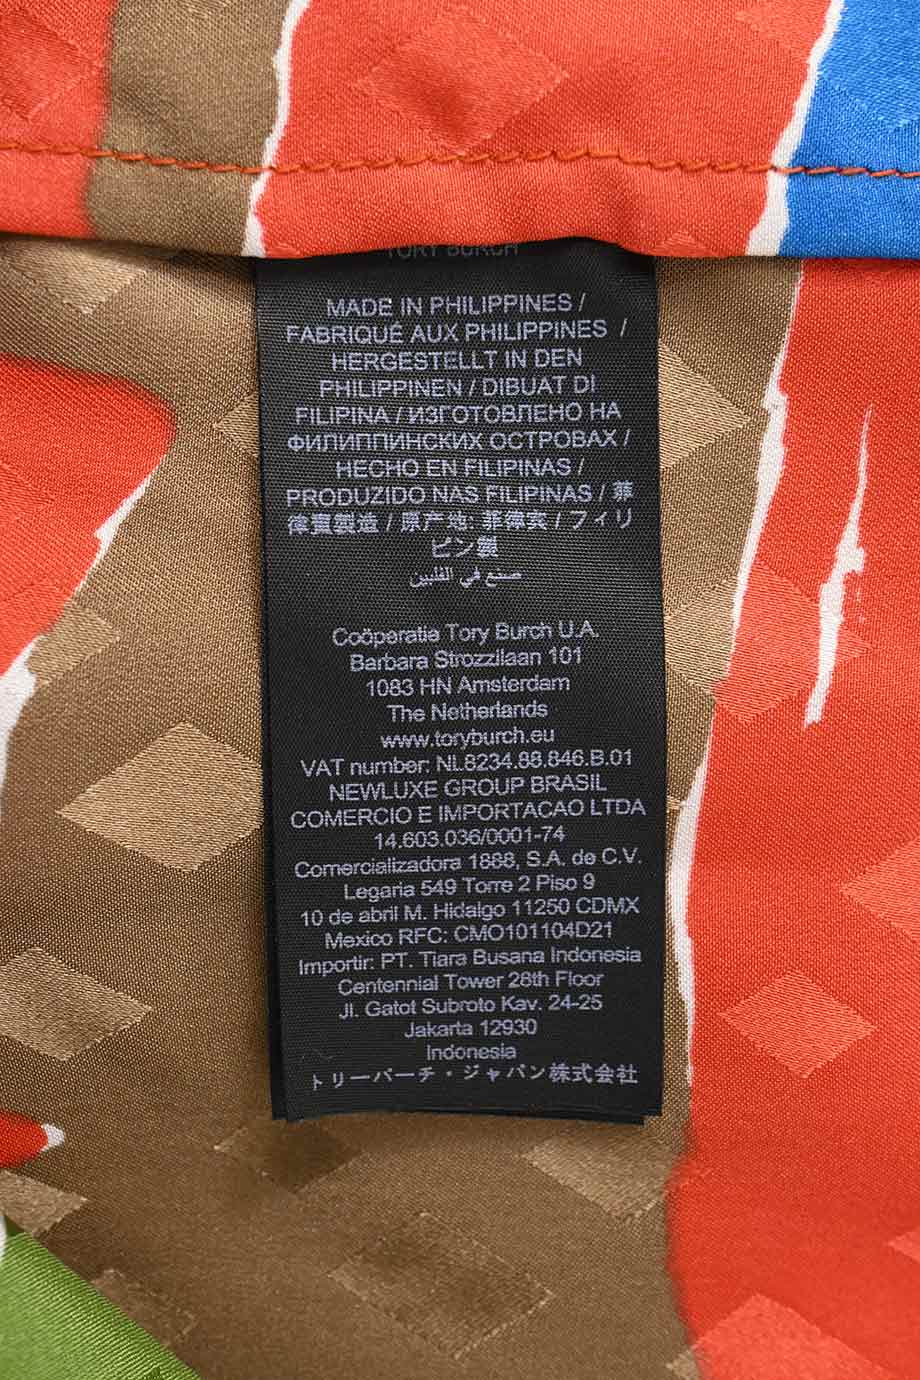 TORY BURCH
MADE IN PHILIPPINES /
FABRIQUÉ AUX PHILIPPINES /
HERGESTELLT IN DEN
PHILIPPINEN / DIBUAT DI
FILIPINA / ИЗГОТОВЛЕНО НА
ФИЛИППИНСКИХ ОСТРОВАХ /
HECHO EN FILIPINAS /
PRODUZIDO NAS FILIPINAS / 菲
律賓製造 / 原产地: 菲律宾 / フィリ
ピン製
صنع في الفلبين
Coöperatie Tory Burch U.A.
Barbara Strozzilaan 101
1083 HN Amsterdam
The Netherlands
www.toryburch.eu
VAT number: NL8234.88.846.B.01
NEWLUXE GROUP BRASIL
COMERCIO E IMPORTACAO LTDA
14.603.036/0001-74
Comercializadora 1888, S.A. de C.V.
Legaria 549 Torre 2 Piso 9
10 de abril M. Hidalgo 11250 CDMX
Mexico RFC: CMO101104D21
Importir: PT. Tiara Busana Indonesia
Centennial Tower 28th Floor
Jl. Gatot Subroto Kav. 24-25
Jakarta 12930
Indonesia
トリーバーチ・ジャパン株式会社